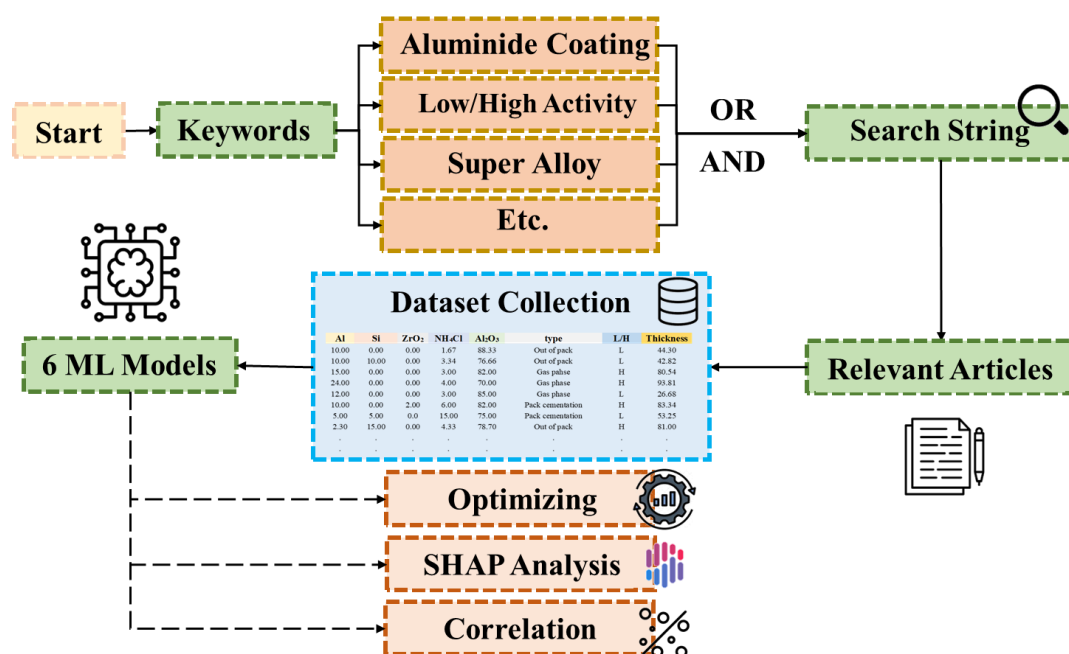 Start
Keywords
Aluminide Coating
Low/High Activity
Super Alloy
Etc.
OR
AND
Search String
Relevant Articles
Dataset Collection
Al Si ZrO₂ NH₄Cl Al₂O₃ type L/H Thickness
10.00 0.00 0.00 1.67 88.33 Out of pack L 44.30
10.00 10.00 0.00 3.34 76.66 Out of pack L 42.82
15.00 0.00 0.00 3.00 82.00 Gas pahse H 80.54
24.00 0.00 0.00 4.00 70.00 Gas phase H 93.81
12.00 0.00 0.00 3.00 85.00 Gas phase L 26.68
10.00 0.00 2.00 6.00 82.00 Pack cementation H 83.34
5.00 5.00 0.0 15.00 75.00 Pack cementation L 53.25
2.30 15.00 0.00 4.33 78.70 Out of pack H 81.00
. . . . . . . .
. . . . . . . .
6 ML Models
Optimizing
SHAP Analysis
Correlation